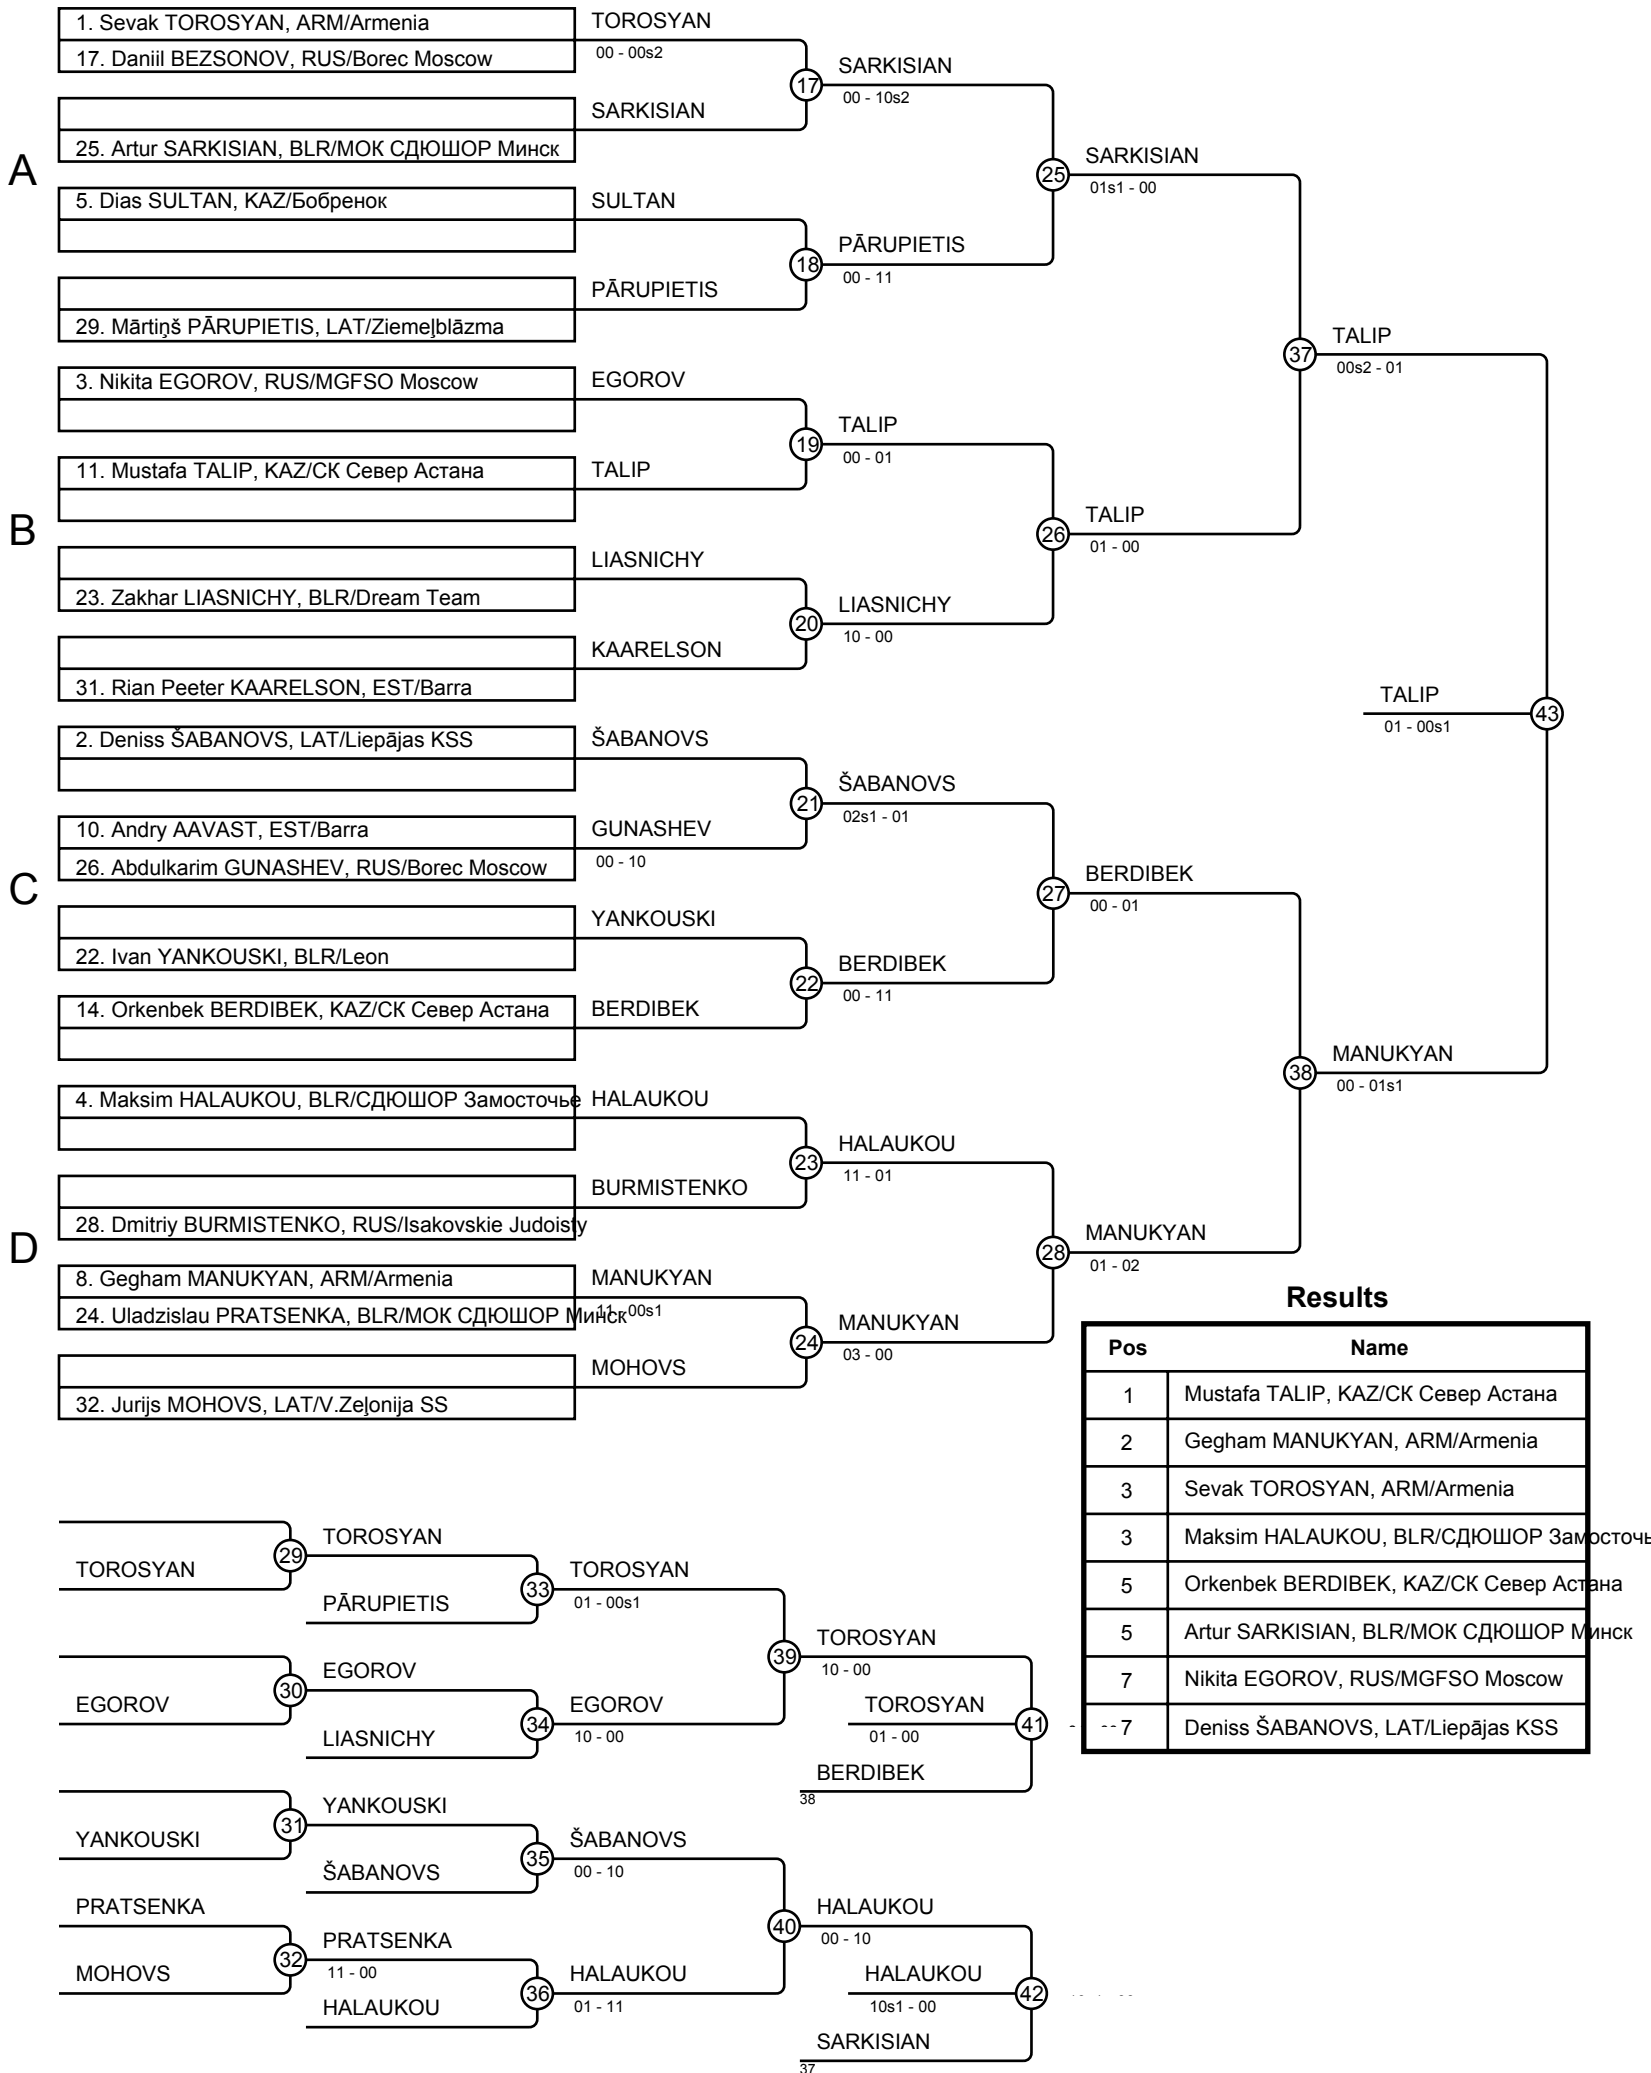 1. Sevak TOROSYAN, ARM/Armenia
17. Daniil BEZSONOV, RUS/Borec Moscow
TOROSYAN
00 - 00s2
25. Artur SARKISIAN, BLR/МОК СДЮШОР Минск
SARKISIAN
17
SARKISIAN
00 - 10s2
A
5. Dias SULTAN, KAZ/Бобренок
SULTAN
29. Mārtiņš PĀRUPIETIS, LAT/Ziemeļblāzma
PĀRUPIETIS
18
PĀRUPIETIS
00 - 11
25
SARKISIAN
01s1 - 00
3. Nikita EGOROV, RUS/MGFSO Moscow
EGOROV
11. Mustafa TALIP, KAZ/СК Север Астана
TALIP
19
TALIP
00 - 01
B
23. Zakhar LIASNICHY, BLR/Dream Team
LIASNICHY
31. Rian Peeter KAARELSON, EST/Barra
KAARELSON
20
LIASNICHY
10 - 00
26
TALIP
01 - 00
37
TALIP
00s2 - 01
2. Deniss ŠABANOVS, LAT/Liepājas KSS
ŠABANOVS
10. Andry AAVAST, EST/Barra
26. Abdulkarim GUNASHEV, RUS/Borec Moscow
GUNASHEV
00 - 10
21
ŠABANOVS
02s1 - 01
C
22. Ivan YANKOUSKI, BLR/Leon
YANKOUSKI
14. Orkenbek BERDIBEK, KAZ/СК Север Астана
BERDIBEK
22
BERDIBEK
00 - 11
27
BERDIBEK
00 - 01
4. Maksim HALAUKOU, BLR/СДЮШОР Замосточье
HALAUKOU
28. Dmitriy BURMISTENKO, RUS/Isakovskie Judoisty
BURMISTENKO
23
HALAUKOU
11 - 01
D
8. Gegham MANUKYAN, ARM/Armenia
24. Uladzislau PRATSENKA, BLR/МОК СДЮШОР Минск
MANUKYAN
11 - 00s1
32. Jurijs MOHOVS, LAT/V.Zeļonija SS
MOHOVS
24
MANUKYAN
03 - 00
28
MANUKYAN
01 - 02
38
MANUKYAN
00 - 01s1
TALIP
01 - 00s1
43
Results
Pos Name
1 Mustafa TALIP, KAZ/СК Север Астана
2 Gegham MANUKYAN, ARM/Armenia
3 Sevak TOROSYAN, ARM/Armenia
3 Maksim HALAUKOU, BLR/СДЮШОР Замосточь
5 Orkenbek BERDIBEK, KAZ/СК Север Астана
5 Artur SARKISIAN, BLR/МОК СДЮШОР Минск
7 Nikita EGOROV, RUS/MGFSO Moscow
7 Deniss ŠABANOVS, LAT/Liepājas KSS
TOROSYAN
29
TOROSYAN
PĀRUPIETIS
33
TOROSYAN
01 - 00s1
EGOROV
30
EGOROV
LIASNICHY
34
EGOROV
10 - 00
39
TOROSYAN
10 - 00
TOROSYAN
01 - 00
41
BERDIBEK
38
YANKOUSKI
31
YANKOUSKI
ŠABANOVS
35
ŠABANOVS
00 - 10
PRATSENKA
MOHOVS
32
PRATSENKA
11 - 00
HALAUKOU
36
HALAUKOU
01 - 11
40
HALAUKOU
00 - 10
HALAUKOU
10s1 - 00
42
SARKISIAN
37